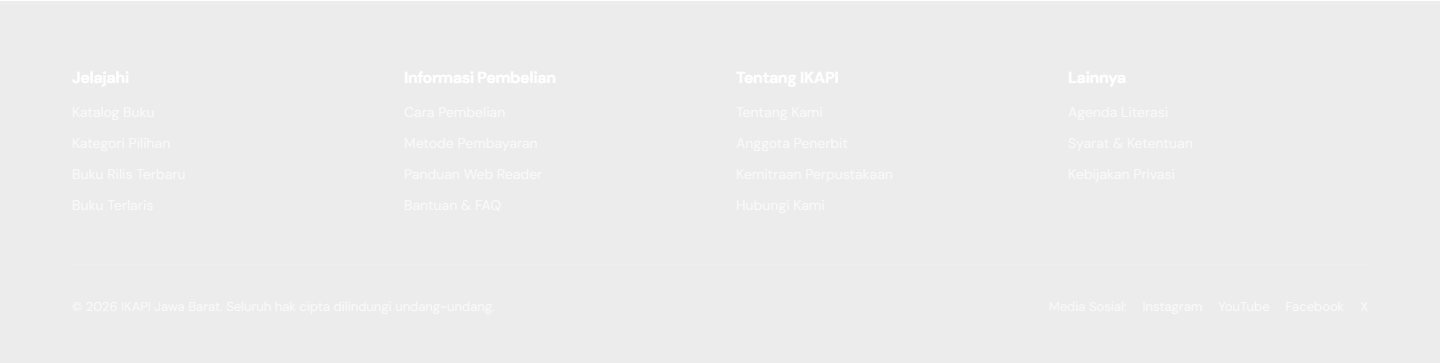 Jelajahi
Katalog Buku
Kategori Pilihan
Buku Rilis Terbaru
Buku Terlaris
Informasi Pembelian
Cara Pembelian
Metode Pembayaran
Panduan Web Reader
Bantuan & FAQ
Tentang IKAPI
Tentang Kami
Anggota Penerbit
Kemitraan Perpustakaan
Hubungi Kami
Lainnya
Agenda Literasi
Syarat & Ketentuan
Kebijakan Privasi
© 2026 IKAPI Jawa Barat. Seluruh hak cipta dilindungi undang-undang.
Media Sosial: Instagram YouTube Facebook X